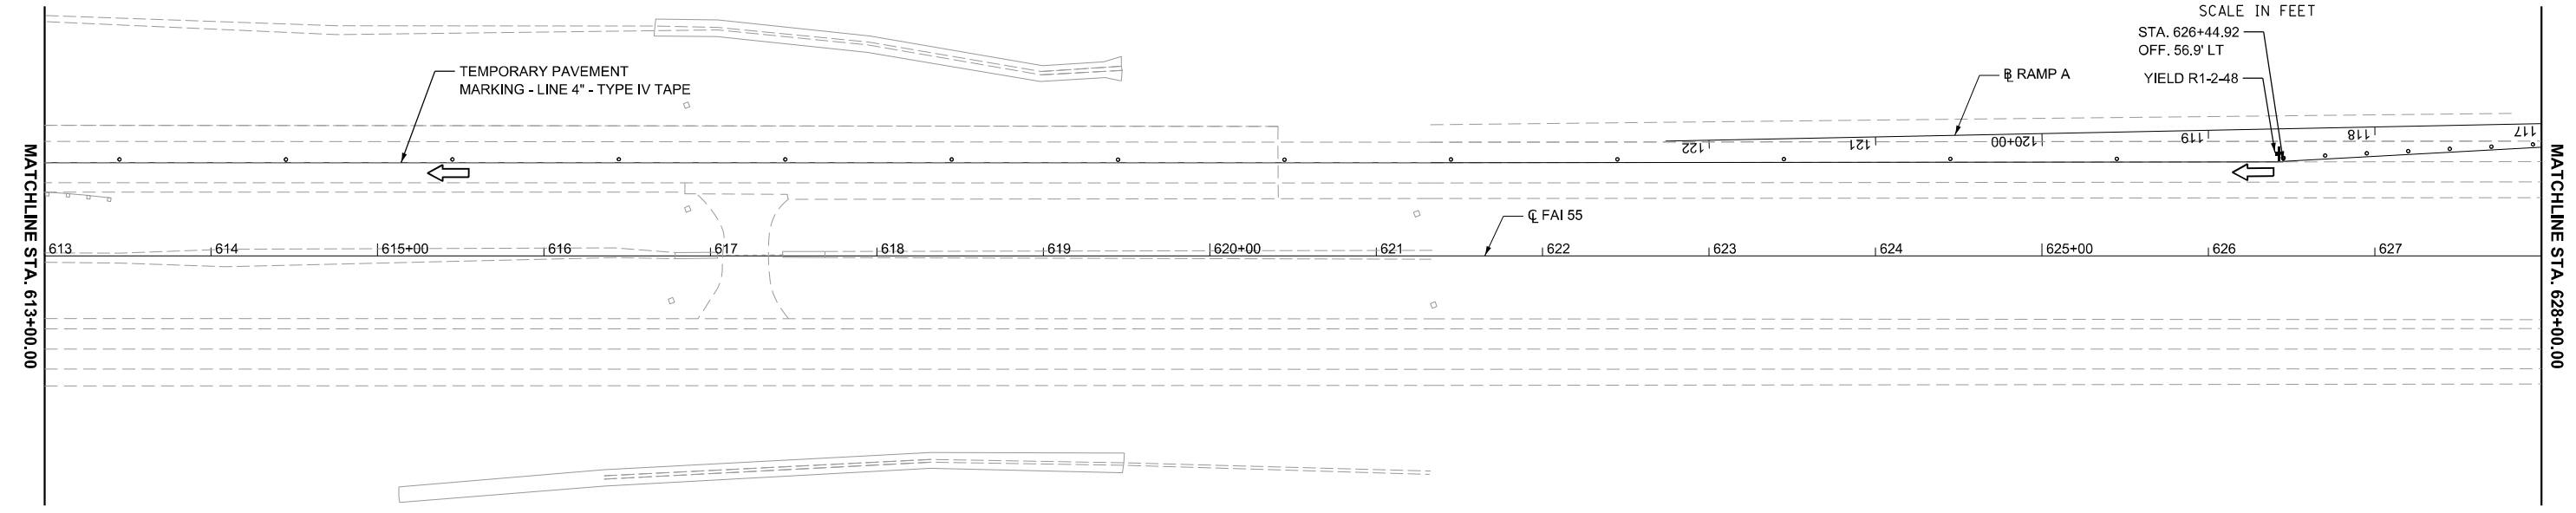 SCALE IN FEET
STA. 626+44.92
OFF. 56.9' LT
YIELD R1-2-48
TEMPORARY PAVEMENT
MARKING - LINE 4" - TYPE IV TAPE
BL RAMP A
122 121 120+00 119 118 117
CL FAI 55
613 614 615+00 616 617 618 619 620+00 621 622 623 624 625+00 626 627
MATCHLINE STA. 613+00.00
MATCHLINE STA. 628+00.00